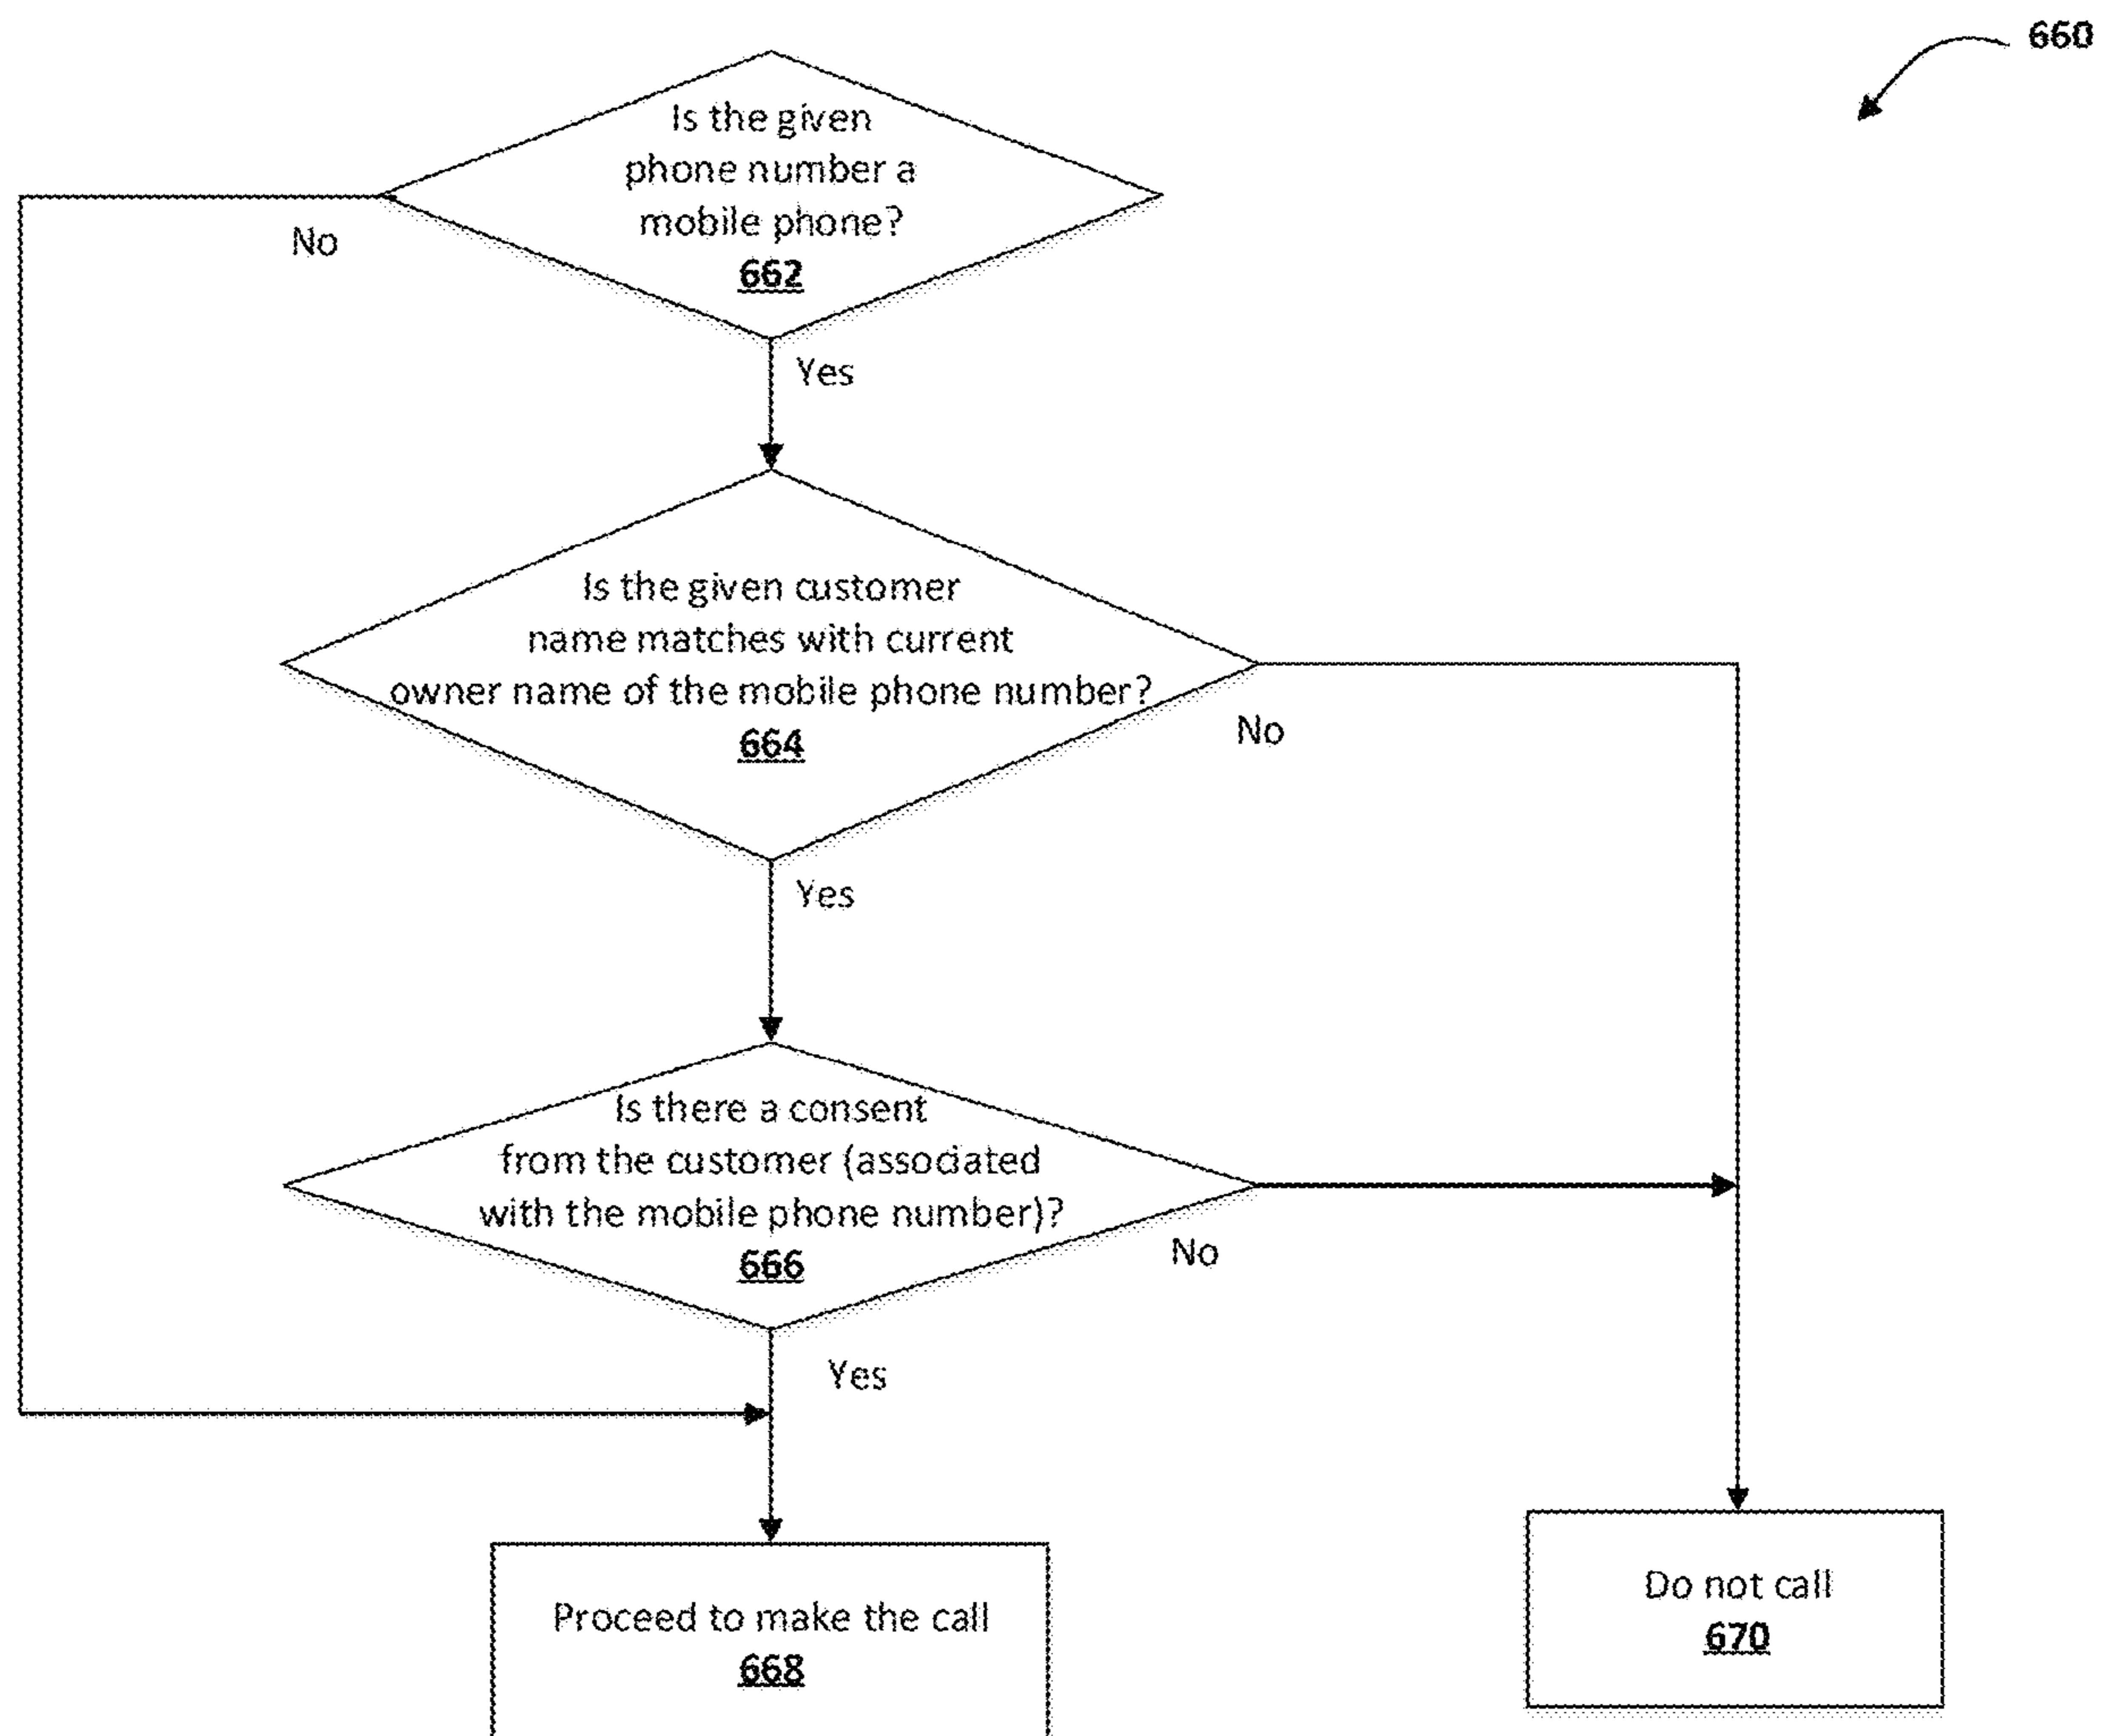 660
Is the given
phone number a
mobile phone?
662
No
Yes
Is the given customer
name matches with current
owner name of the mobile phone number?
664
No
Yes
Is there a consent
from the customer (associated
with the mobile phone number)?
666
No
Yes
Proceed to make the call
668
Do not call
670